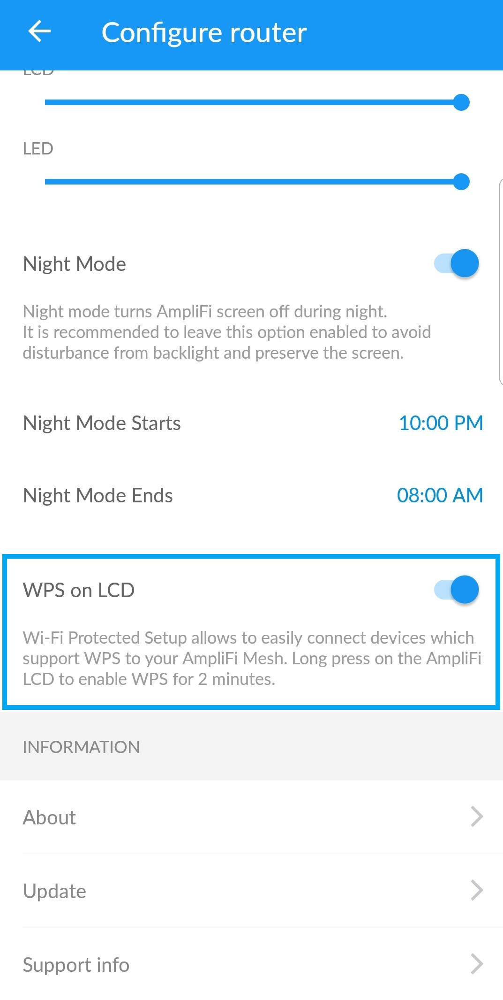 Configure router
LCD
LED
Night Mode
Night mode turns AmpliFi screen off during night.
It is recommended to leave this option enabled to avoid
disturbance from backlight and preserve the screen.
Night Mode Starts 10:00 PM
Night Mode Ends 08:00 AM
WPS on LCD
Wi-Fi Protected Setup allows to easily connect devices which
support WPS to your AmpliFi Mesh. Long press on the AmpliFi
LCD to enable WPS for 2 minutes.
INFORMATION
About
Update
Support info